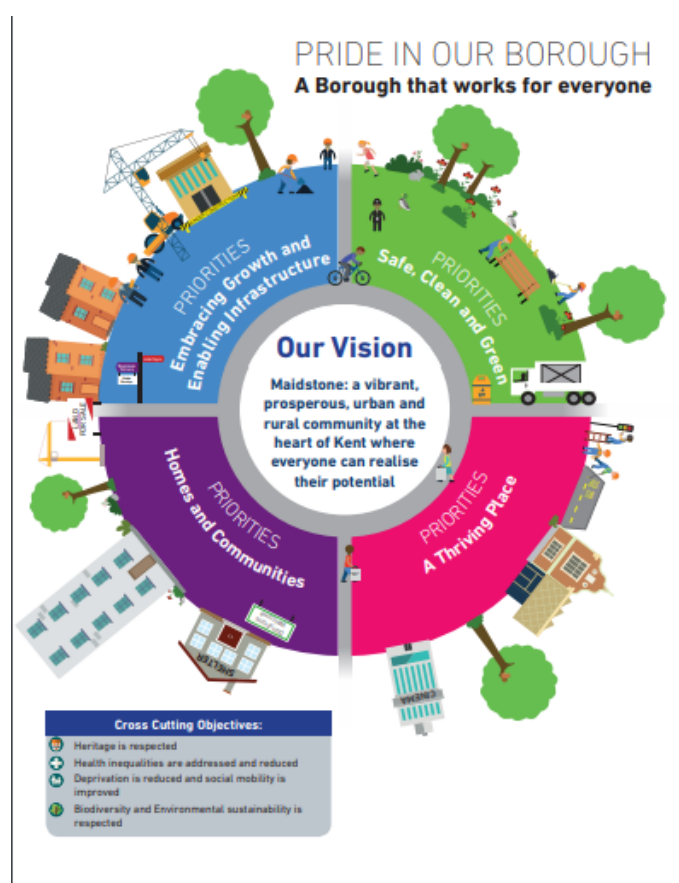 PRIDE IN OUR BOROUGH
A Borough that works for everyone
PRIORITIES
Embracing Growth and
Enabling Infrastructure
PRIORITIES
Safe, Clean and Green
Our Vision
Maidstone: a vibrant,
prosperous, urban and
rural community at the
heart of Kent where
everyone can realise
their potential
FOR SALE
PRIORITIES
Homes and Communities
PRIORITIES
A Thriving Place
SHELTER
CINEMA
Cross Cutting Objectives:
Heritage is respected
Health inequalities are addressed and reduced
Deprivation is reduced and social mobility is
improved
Biodiversity and Environmental sustainability is
respected